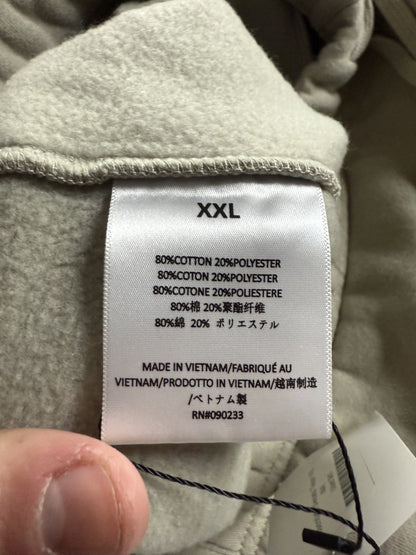 XXL
80%COTTON 20%POLYESTER
80%COTON 20%POLYESTER
80%COTONE 20%POLIESTERE
80%棉 20%聚酯纤维
80%綿 20% ポリエステル
MADE IN VIETNAM/FABRIQUÉ AU
VIETNAM/PRODOTTO IN VIETNAM/越南制造
/ベトナム製
RN#090233